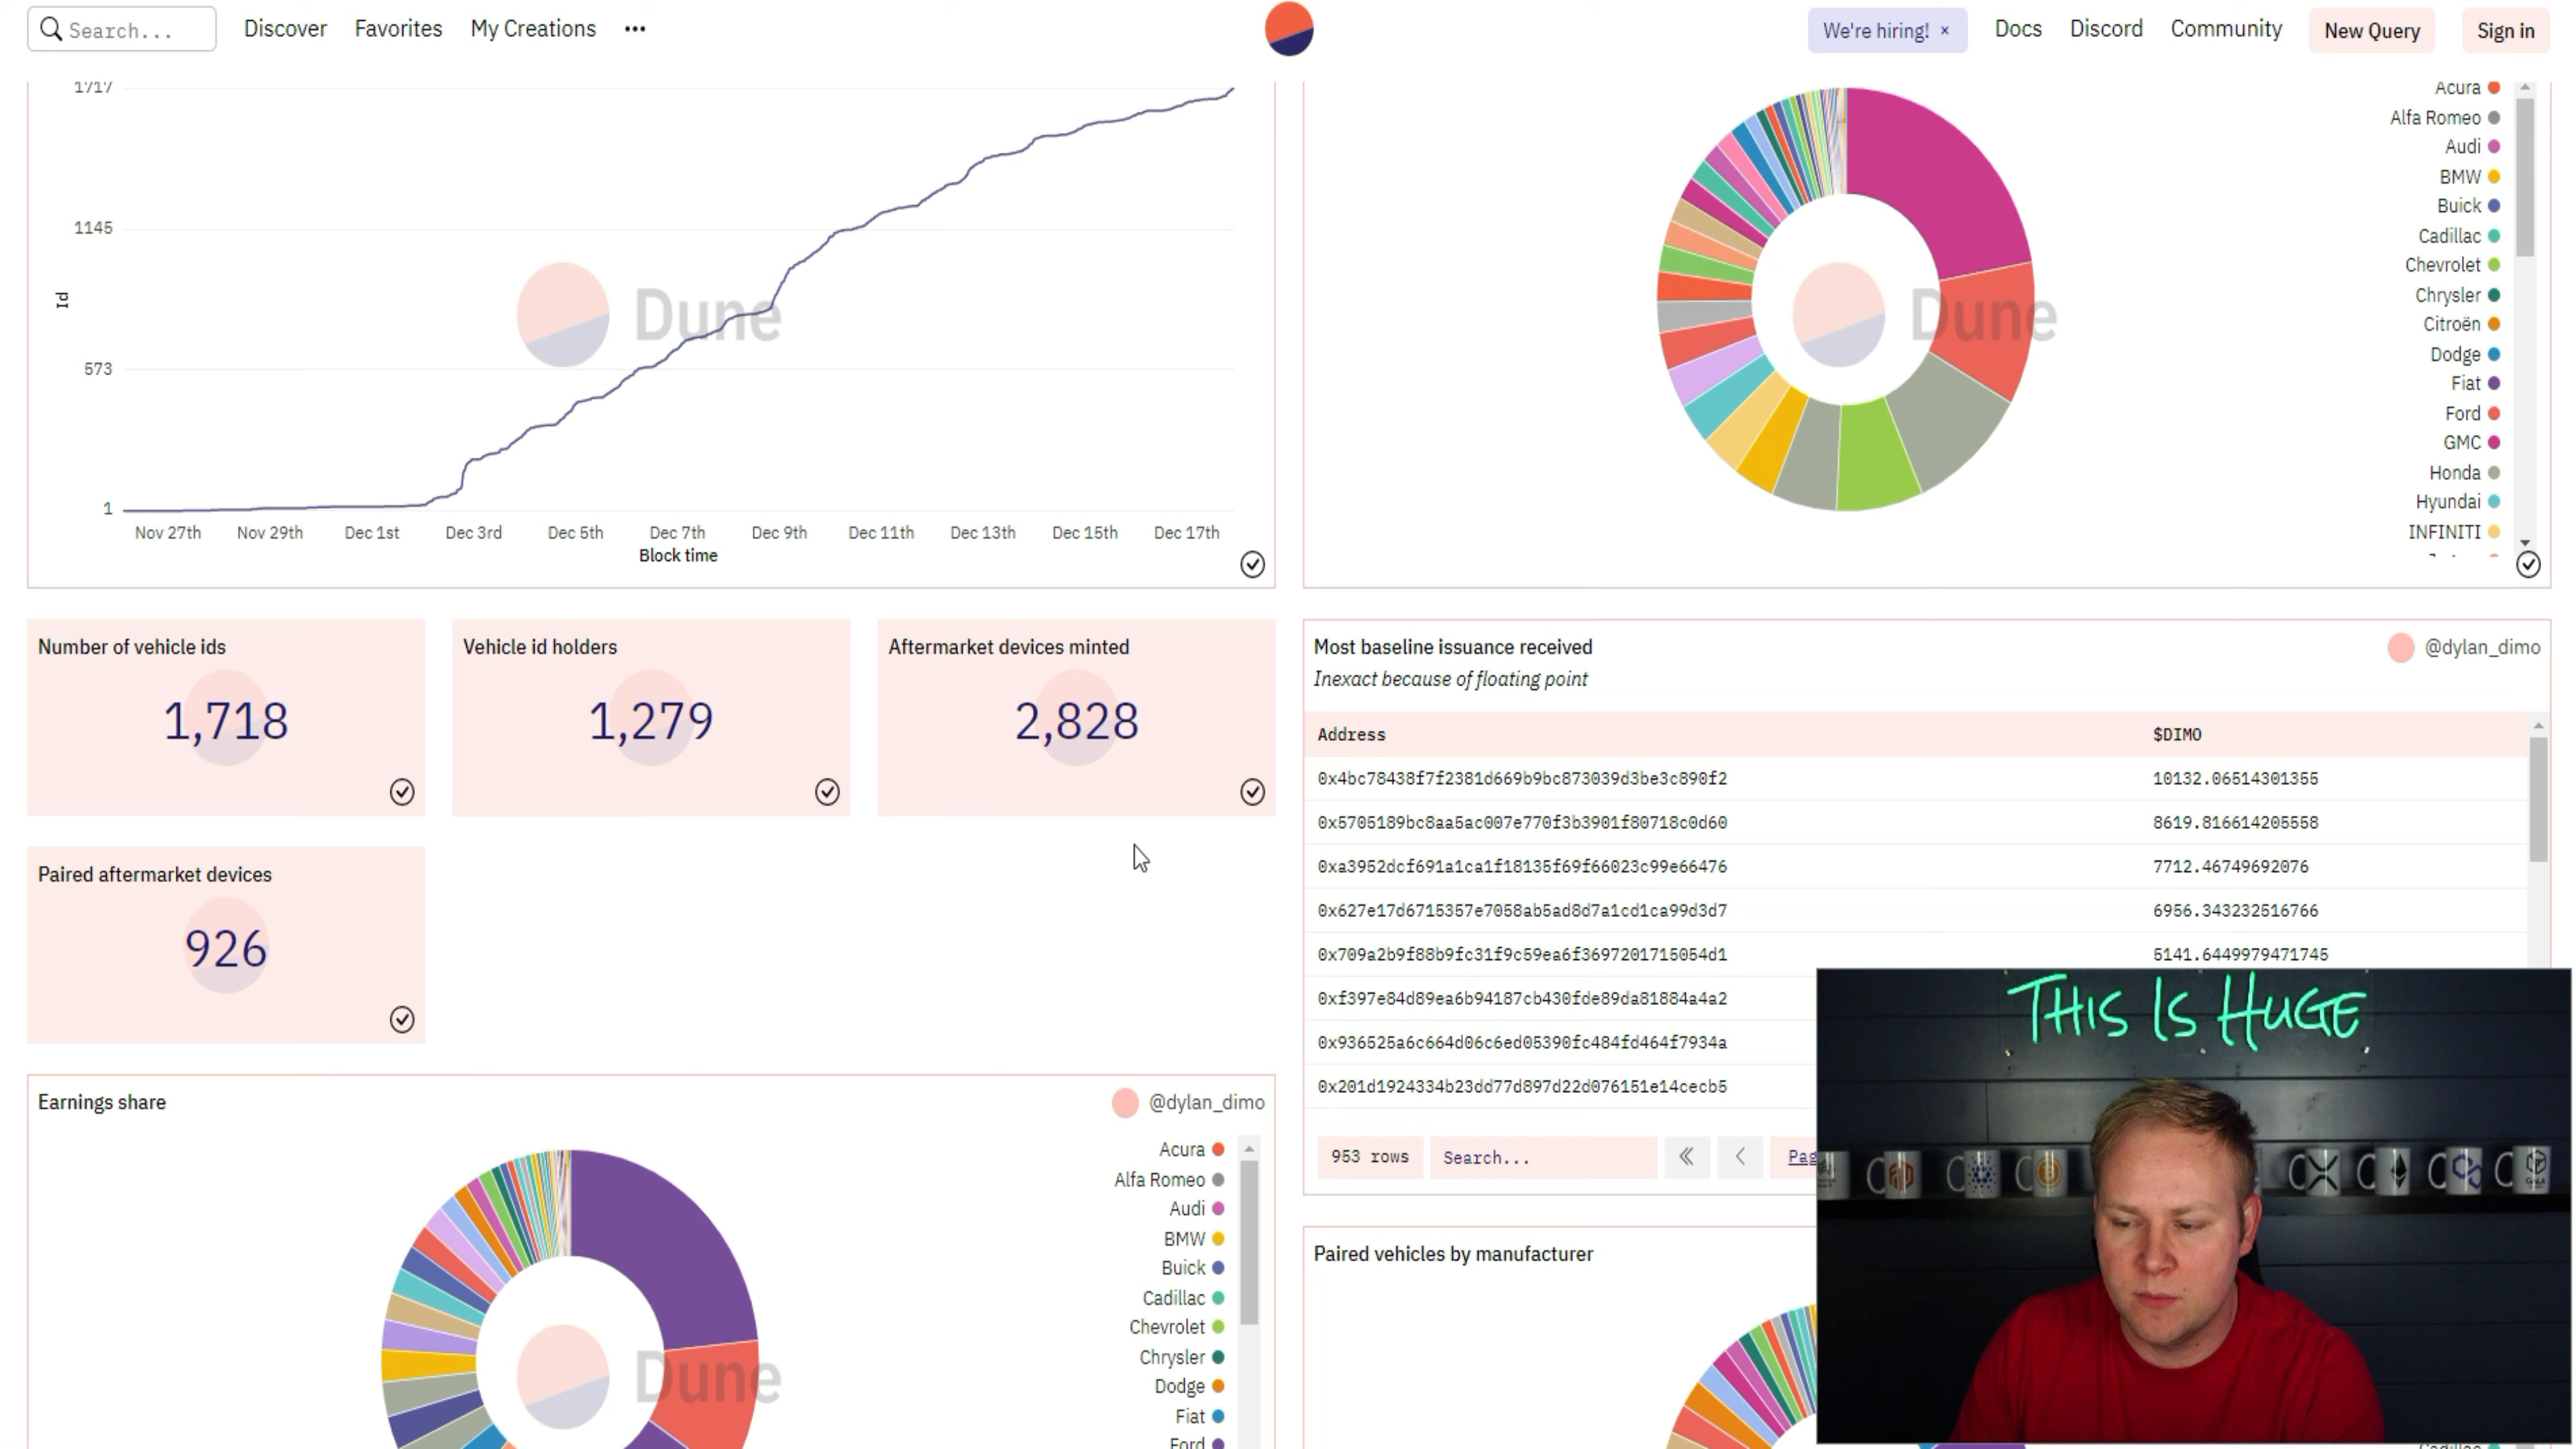 Search...
Discover
Favorites
My Creations
We're hiring! ×
Docs
Discord
Community
New Query
Sign in
1717
1145
573
1
Id
Nov 27th
Nov 29th
Dec 1st
Dec 3rd
Dec 5th
Dec 7th
Dec 9th
Dec 11th
Dec 13th
Dec 15th
Dec 17th
Block time
Dune
Dune
Acura
Alfa Romeo
Audi
BMW
Buick
Cadillac
Chevrolet
Chrysler
Citroën
Dodge
Fiat
Ford
GMC
Honda
Hyundai
INFINITI
Number of vehicle ids
1,718
Vehicle id holders
1,279
Aftermarket devices minted
2,828
Paired aftermarket devices
926
Most baseline issuance received
@dylan_dimo
Inexact because of floating point
Address $DIMO
0x4bc78438f7f2381d669b9bc873039d3be3c890f2 10132.06514301355
0x5705189bc8aa5ac007e770f3b3901f80718c0d60 8619.816614205558
0xa3952dcf691a1ca1f18135f69f66023c99e66476 7712.46749692076
0x627e17d6715357e7058ab5ad8d7a1cd1ca99d3d7 6956.343232516766
0x709a2b9f88b9fc31f9c59ea6f3697201715054d1 5141.6449979471745
0xf397e84d89ea6b94187cb430fde89da81884a4a2
0x936525a6c664d06c6ed05390fc484fd464f7934a
0x201d1924334b23dd77d897d22d076151e14cecb5
953 rows
Search...
Pag
Earnings share
@dylan_dimo
Acura
Alfa Romeo
Audi
BMW
Buick
Cadillac
Chevrolet
Chrysler
Dodge
Fiat
Ford
Dune
Paired vehicles by manufacturer
THIS IS HUGE